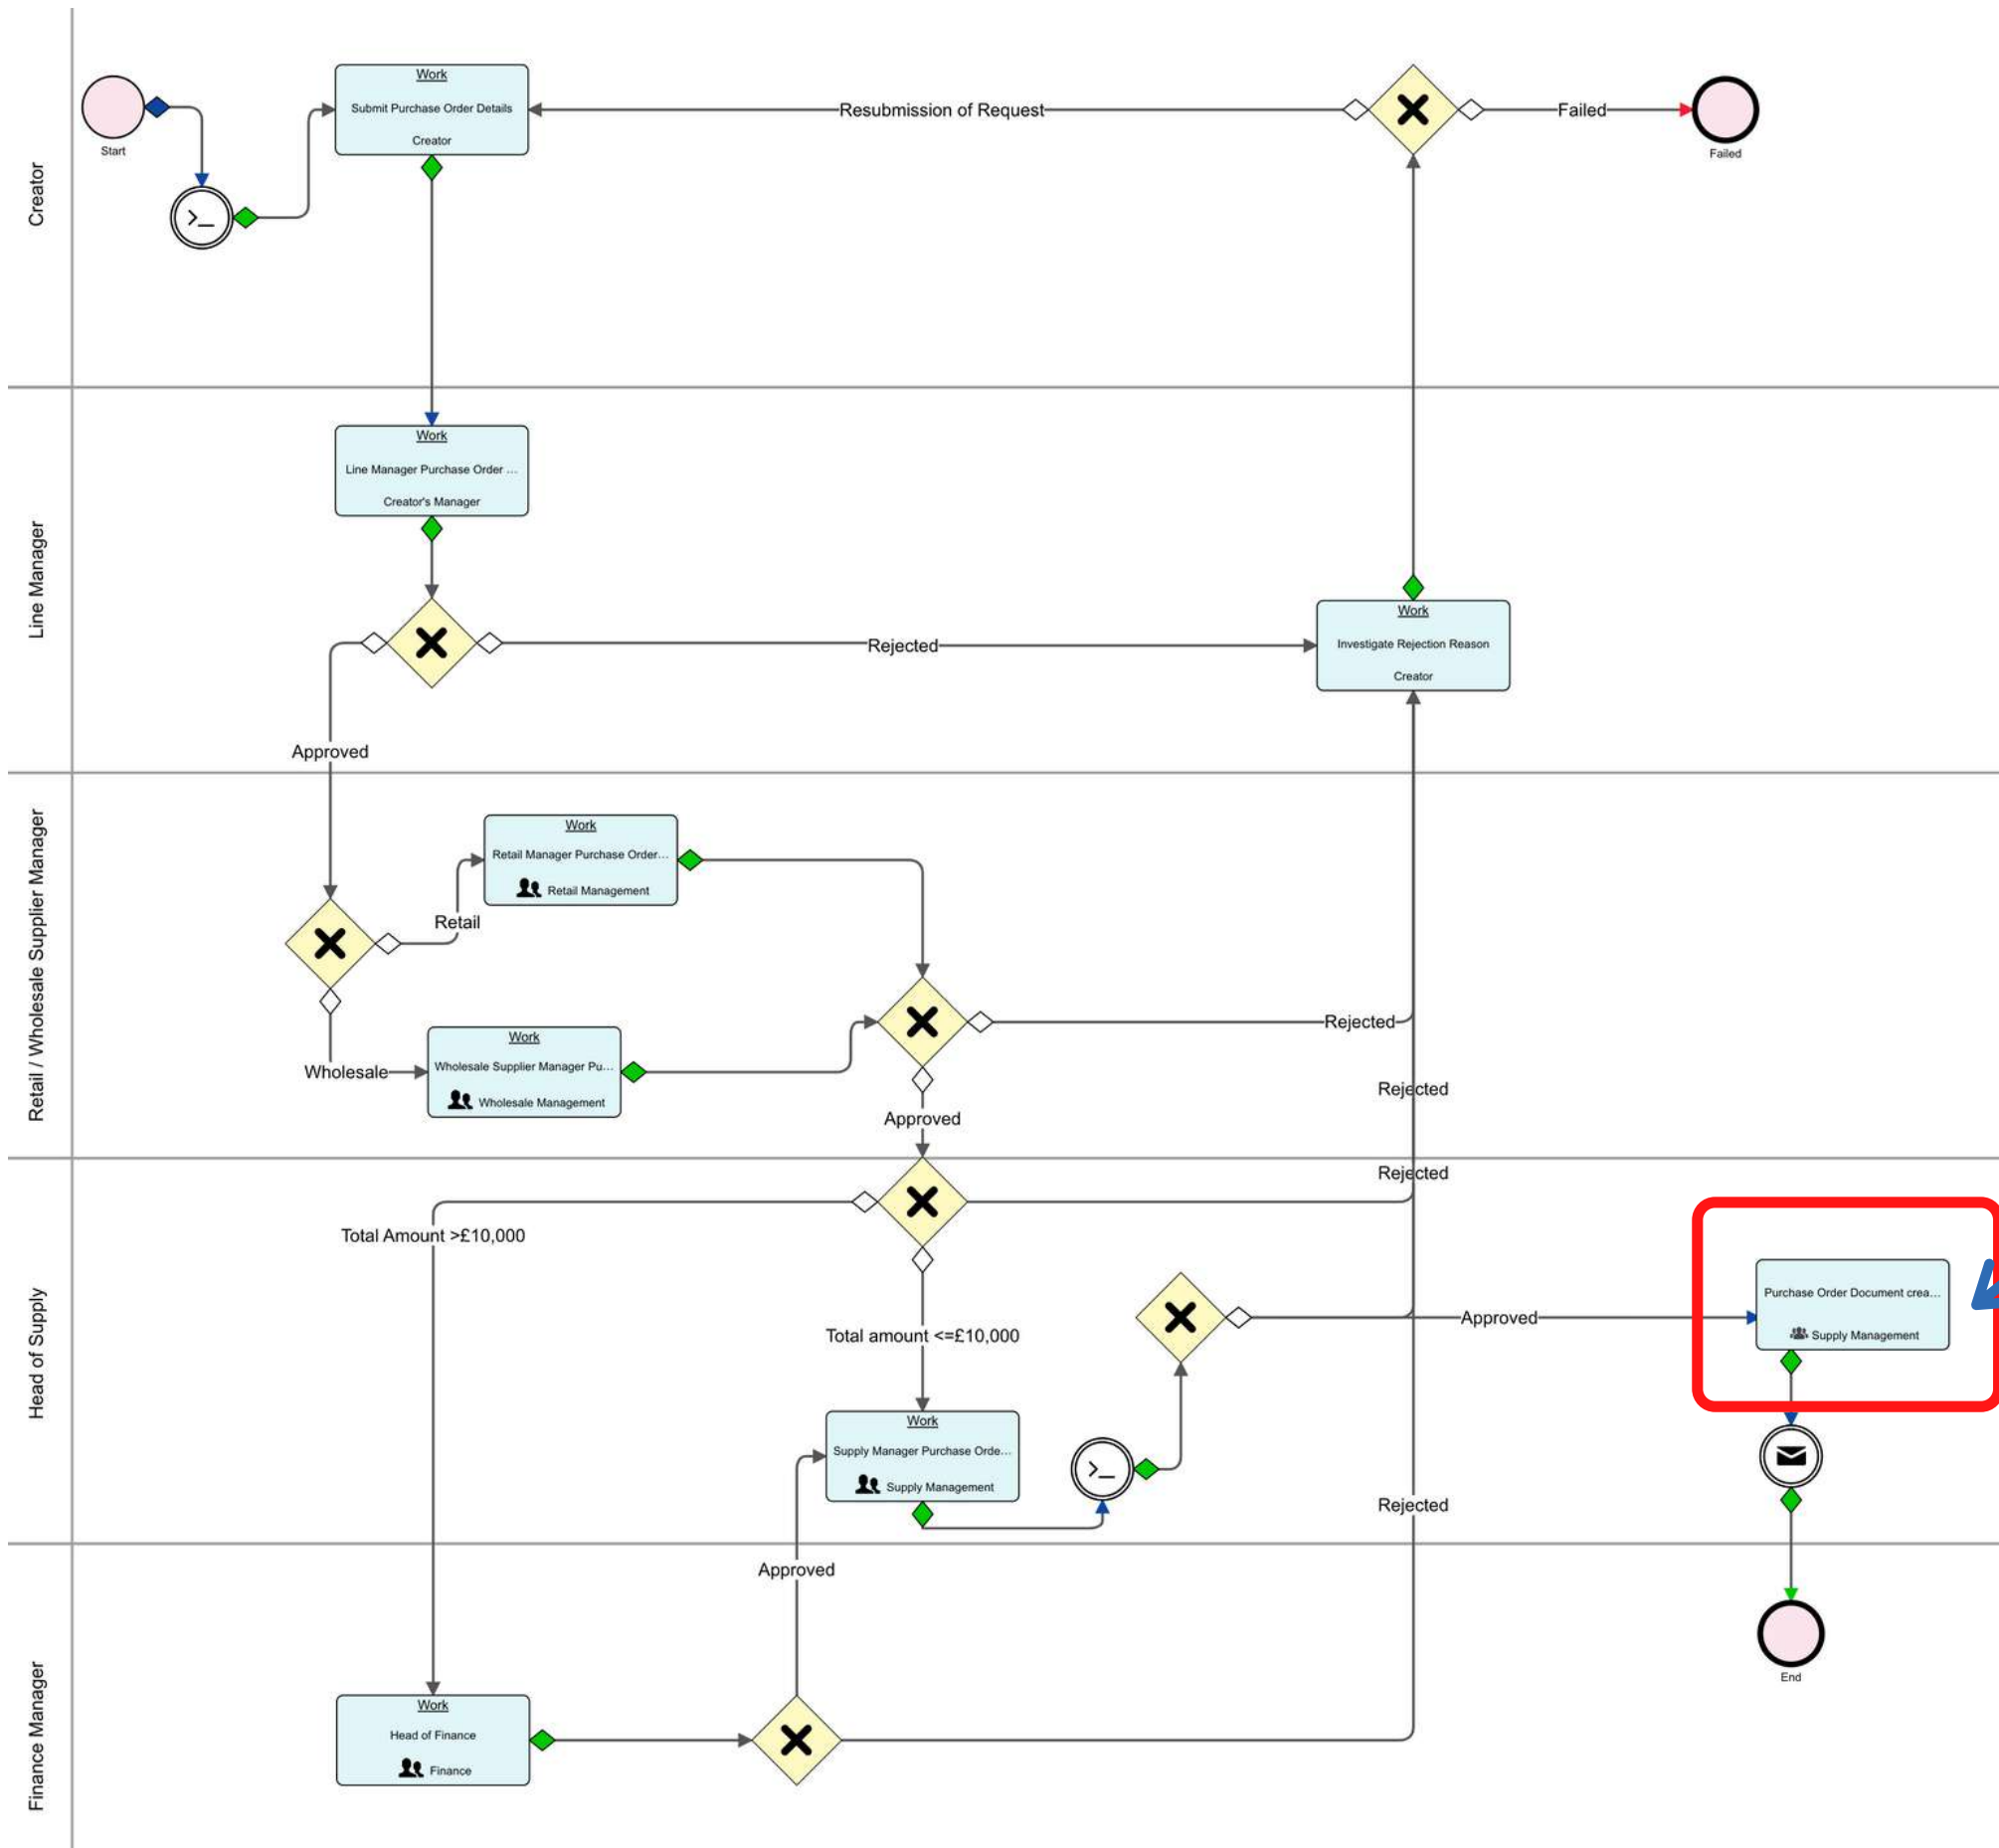 Creator
Start
Work
Submit Purchase Order Details
Creator
Resubmission of Request
Failed
Failed
Line Manager
Work
Line Manager Purchase Order ...
Creator's Manager
Rejected
Work
Investigate Rejection Reason
Creator
Approved
Retail / Wholesale Supplier Manager
Work
Retail Manager Purchase Order...
Retail Management
Retail
Wholesale
Work
Wholesale Supplier Manager Pu...
Wholesale Management
Rejected
Rejected
Approved
Head of Supply
Rejected
Total Amount >£10,000
Total amount <=£10,000
Approved
Purchase Order Document crea...
Supply Management
Work
Supply Manager Purchase Orde...
Supply Management
Rejected
Finance Manager
Approved
Work
Head of Finance
Finance
End